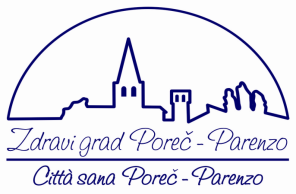 Zdravi grad Poreč - Parenzo
Città sana Poreč - Parenzo